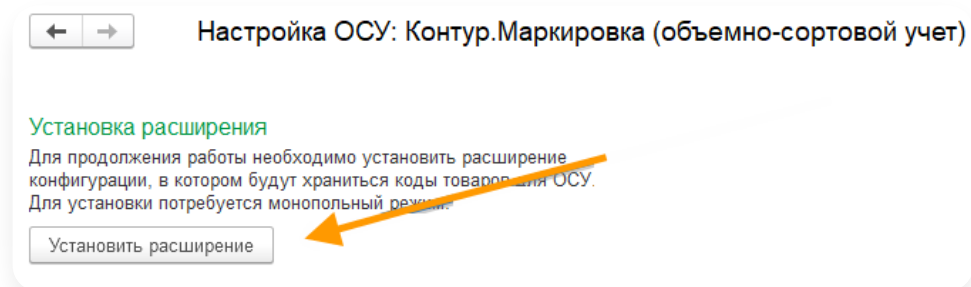 Настройка ОСУ: Контур.Маркировка (объемно-сортовой учет)
Установка расширения
Для продолжения работы необходимо установить расширение
конфигурации, в котором будут храниться коды товаров для ОСУ.
Для установки потребуется монопольный режим.
Установить расширение